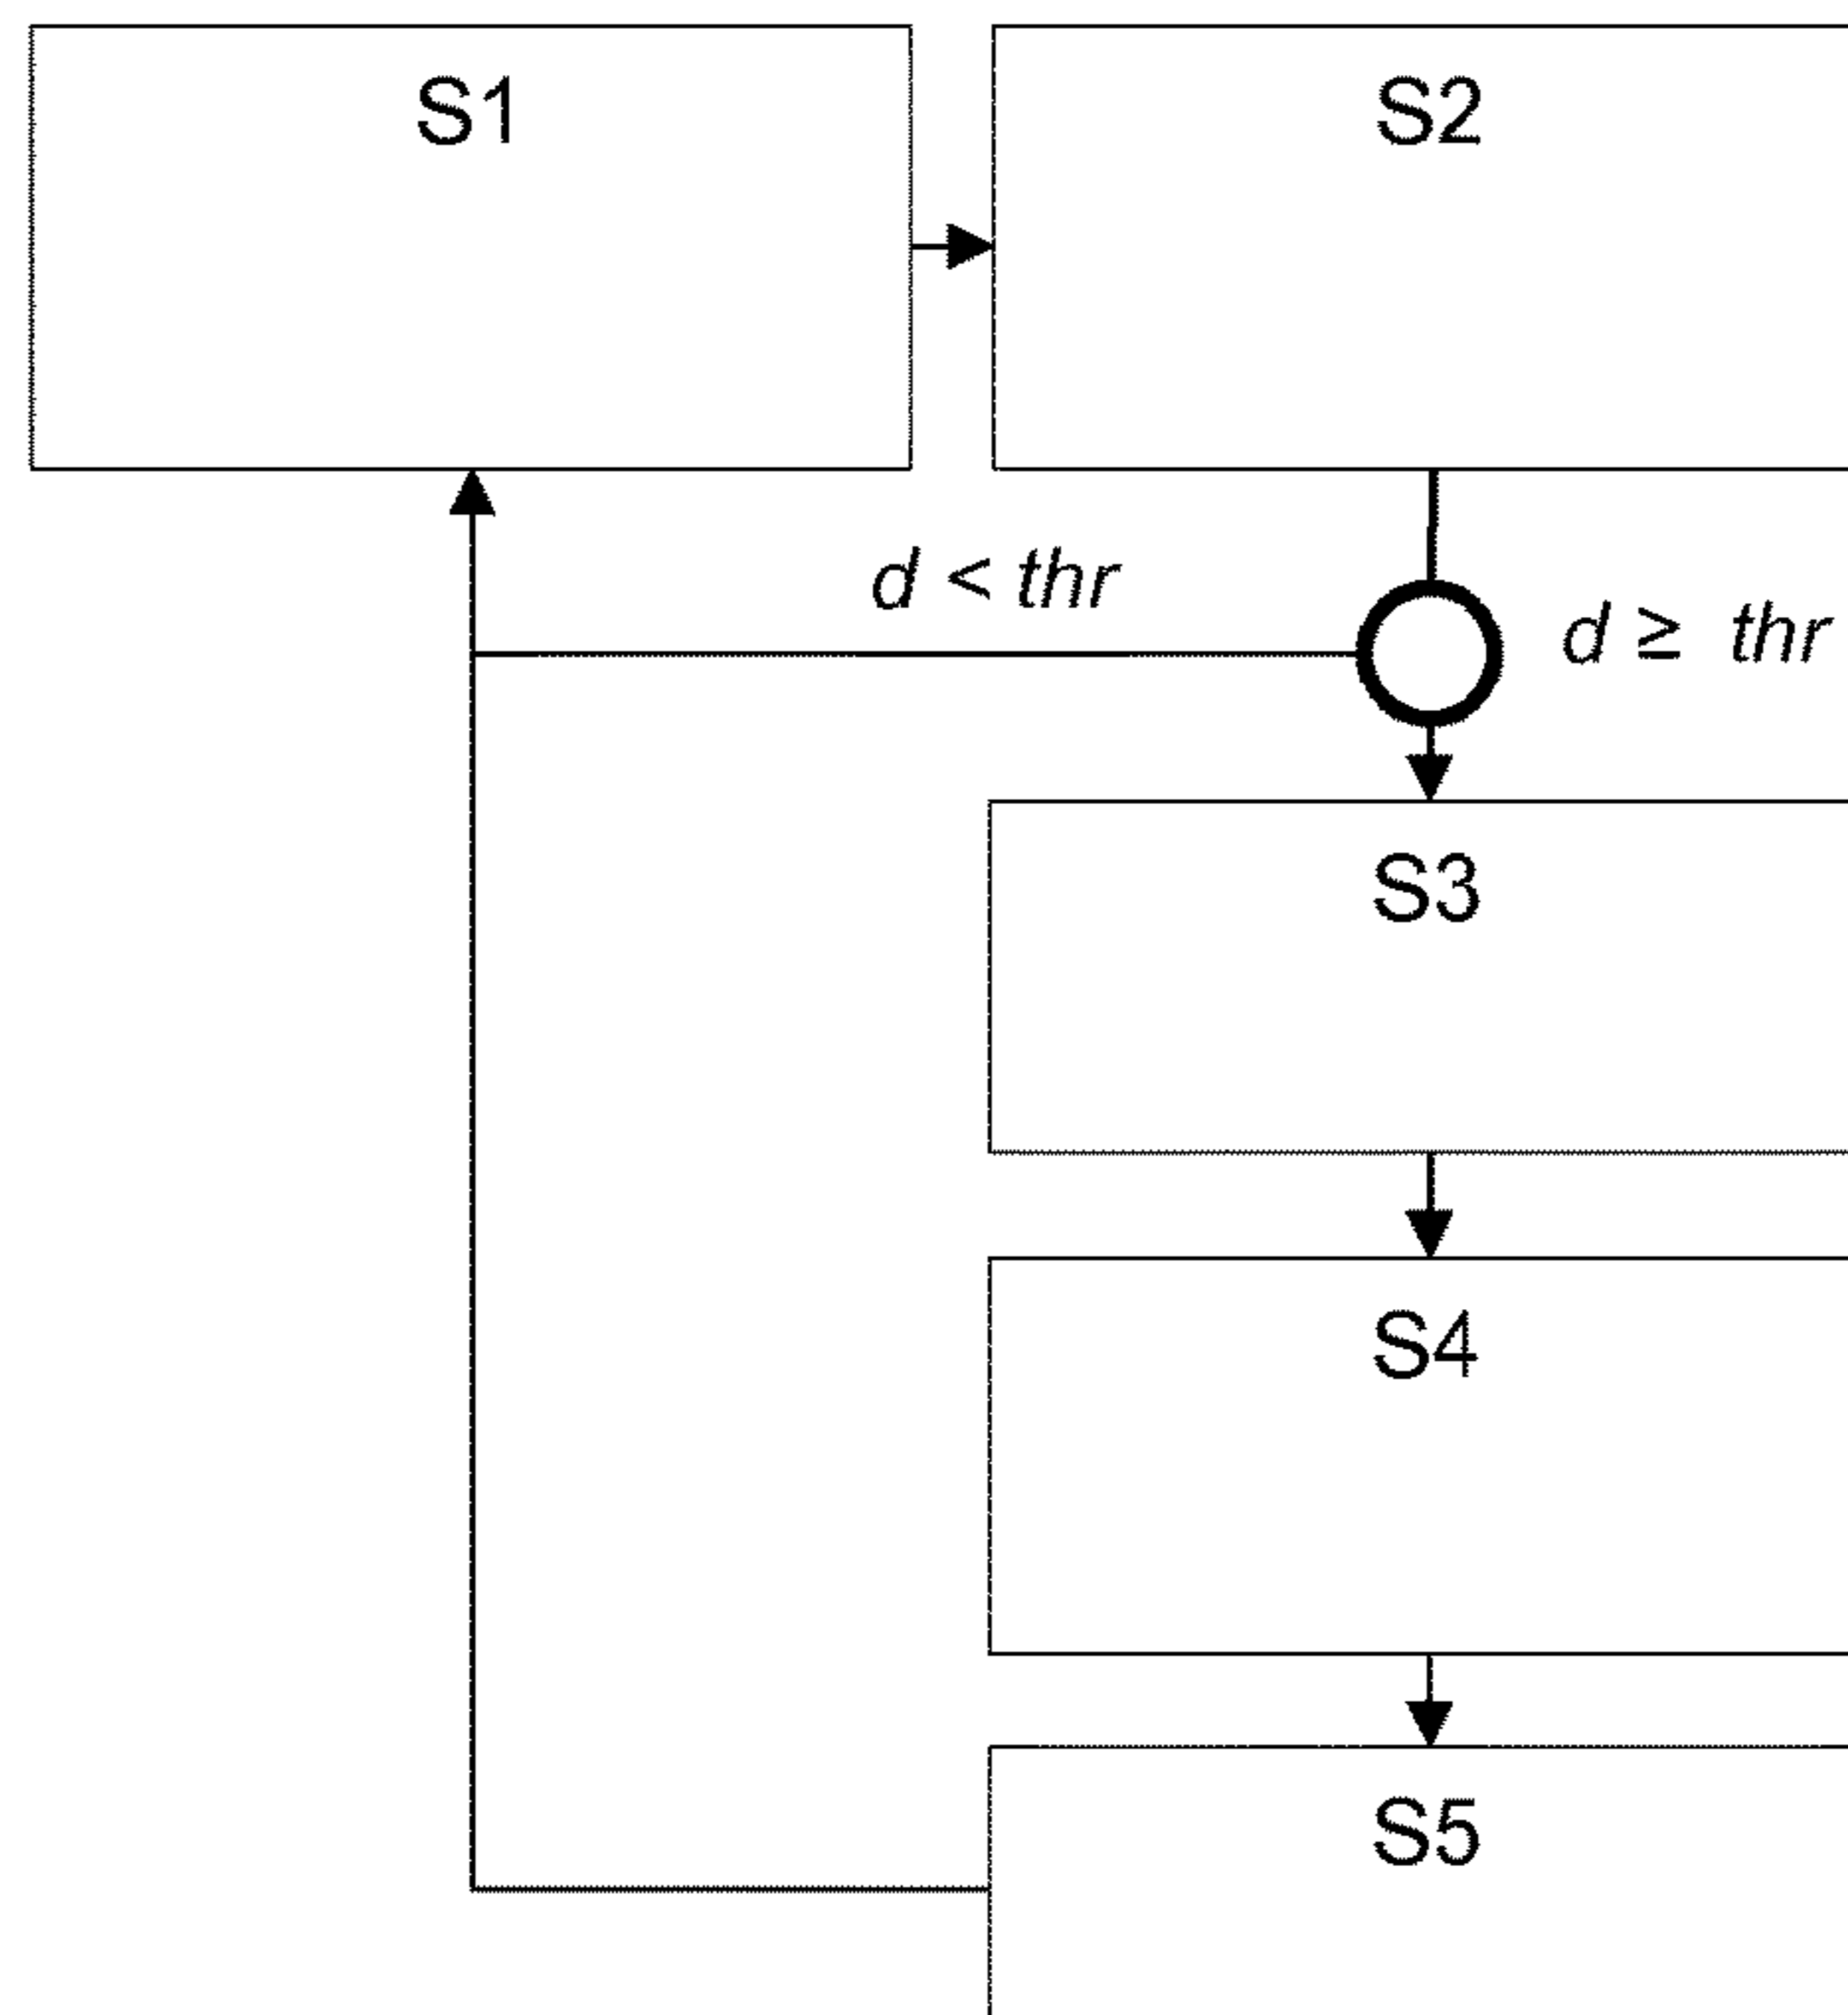 S1
S2
d < thr
d ≥ thr
S3
S4
S5